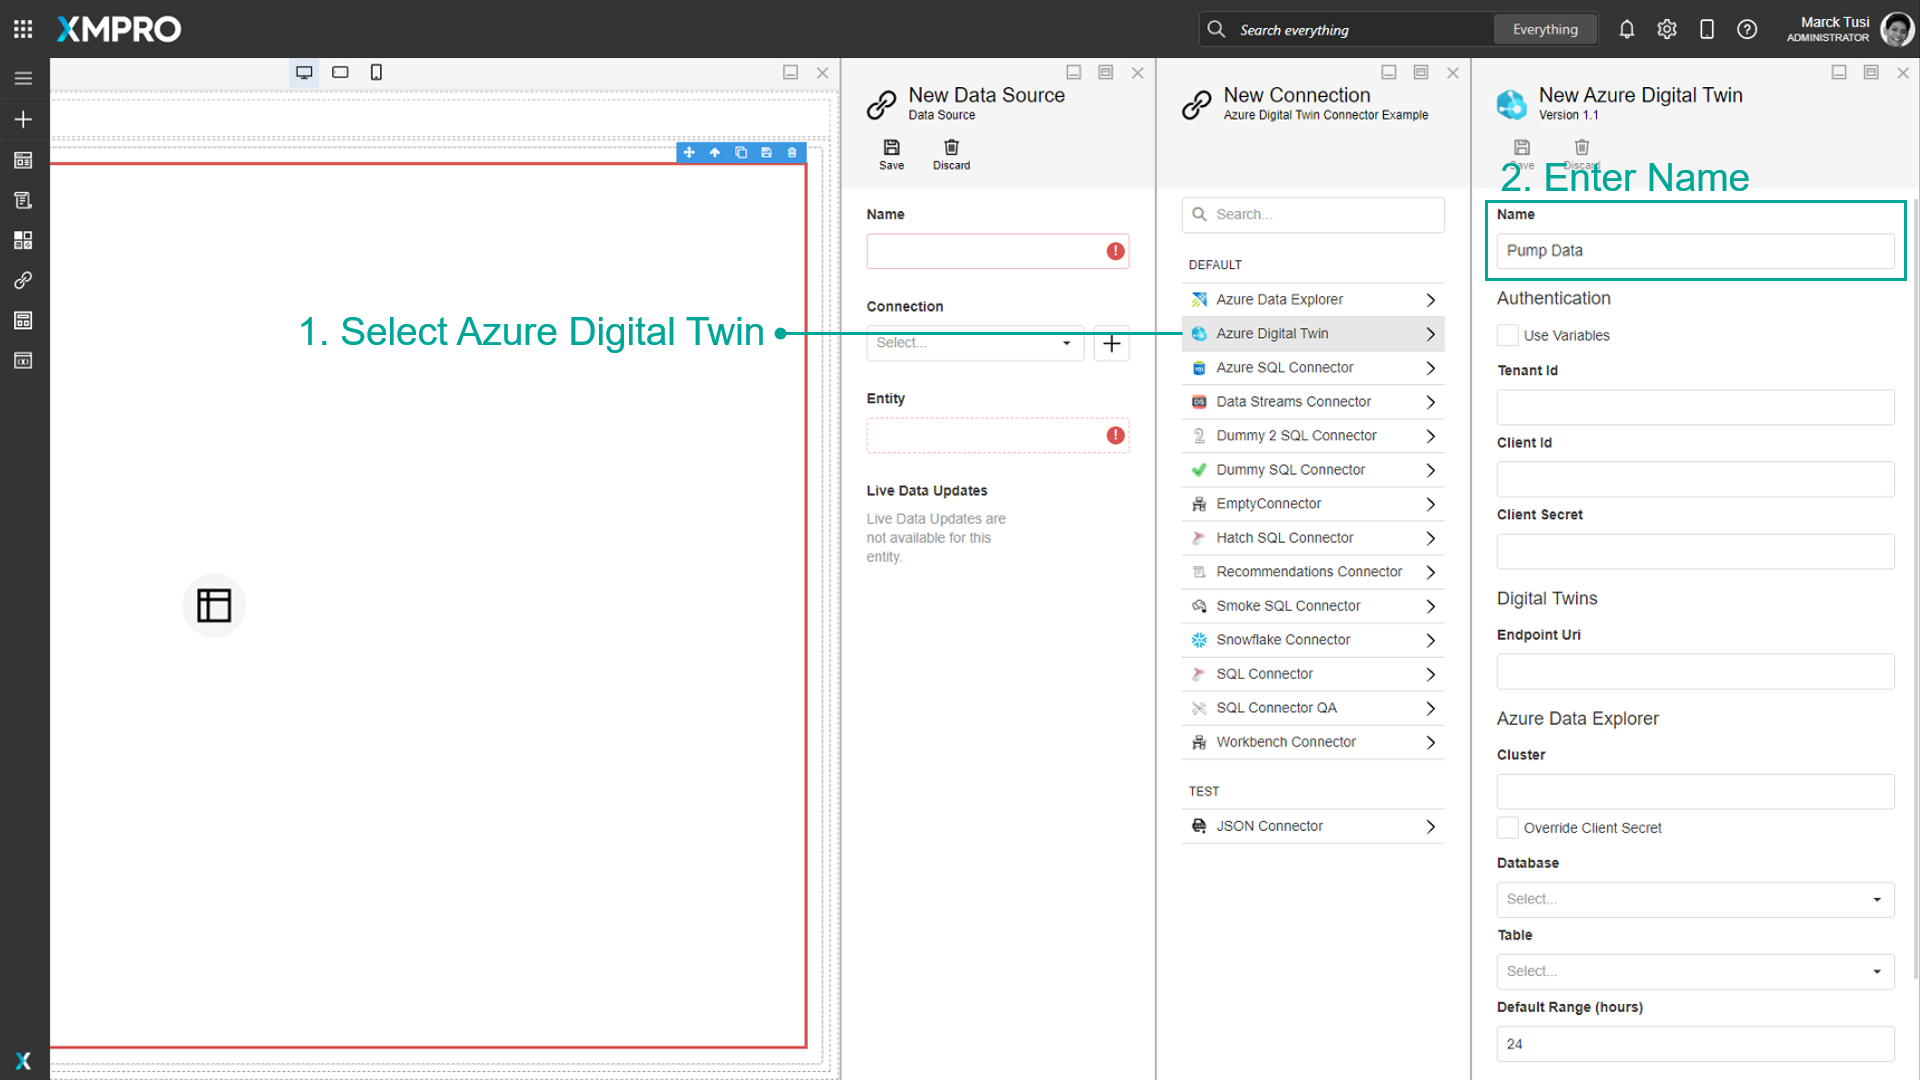 XMPRO
Search everything
Everything
Marck Tusi
ADMINISTRATOR
New Data Source
Data Source
Save
Discard
Name
Connection
Select...
Entity
Live Data Updates
Live Data Updates are
not available for this
entity.
1. Select Azure Digital Twin
New Connection
Azure Digital Twin Connector Example
Search...
DEFAULT
Azure Data Explorer
Azure Digital Twin
Azure SQL Connector
Data Streams Connector
Dummy 2 SQL Connector
Dummy SQL Connector
EmptyConnector
Hatch SQL Connector
Recommendations Connector
Smoke SQL Connector
Snowflake Connector
SQL Connector
SQL Connector QA
Workbench Connector
TEST
JSON Connector
New Azure Digital Twin
Version 1.1
Save
Discard
2. Enter Name
Name
Pump Data
Authentication
Use Variables
Tenant Id
Client Id
Client Secret
Digital Twins
Endpoint Uri
Azure Data Explorer
Cluster
Override Client Secret
Database
Select...
Table
Select...
Default Range (hours)
24